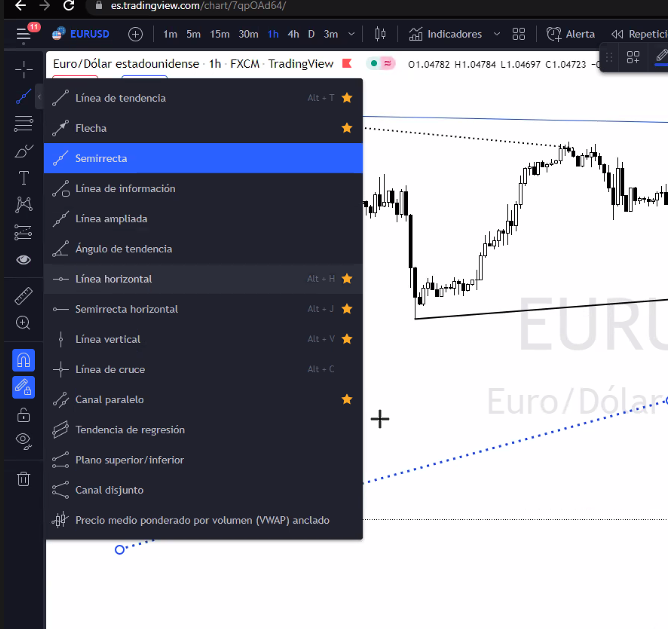 es.tradingview.com/chart/7qpOAd64/
11
EURUSD
1m 5m 15m 30m 1h 4h D 3m
Indicadores
Alerta
Repetici
Euro/Dólar estadounidense · 1h · FXCM · TradingView
O1.04782 H1.04784 L1.04697 C1.04723
Línea de tendencia Alt + T
Flecha
Semirrecta
Línea de información
Línea ampliada
Ángulo de tendencia
Línea horizontal Alt + H
Semirrecta horizontal Alt + J
Línea vertical Alt + V
Línea de cruce Alt + C
Canal paralelo
Tendencia de regresión
Plano superior/inferior
Canal disjunto
Precio medio ponderado por volumen (VWAP) anclado
EURU
Euro/Dólar